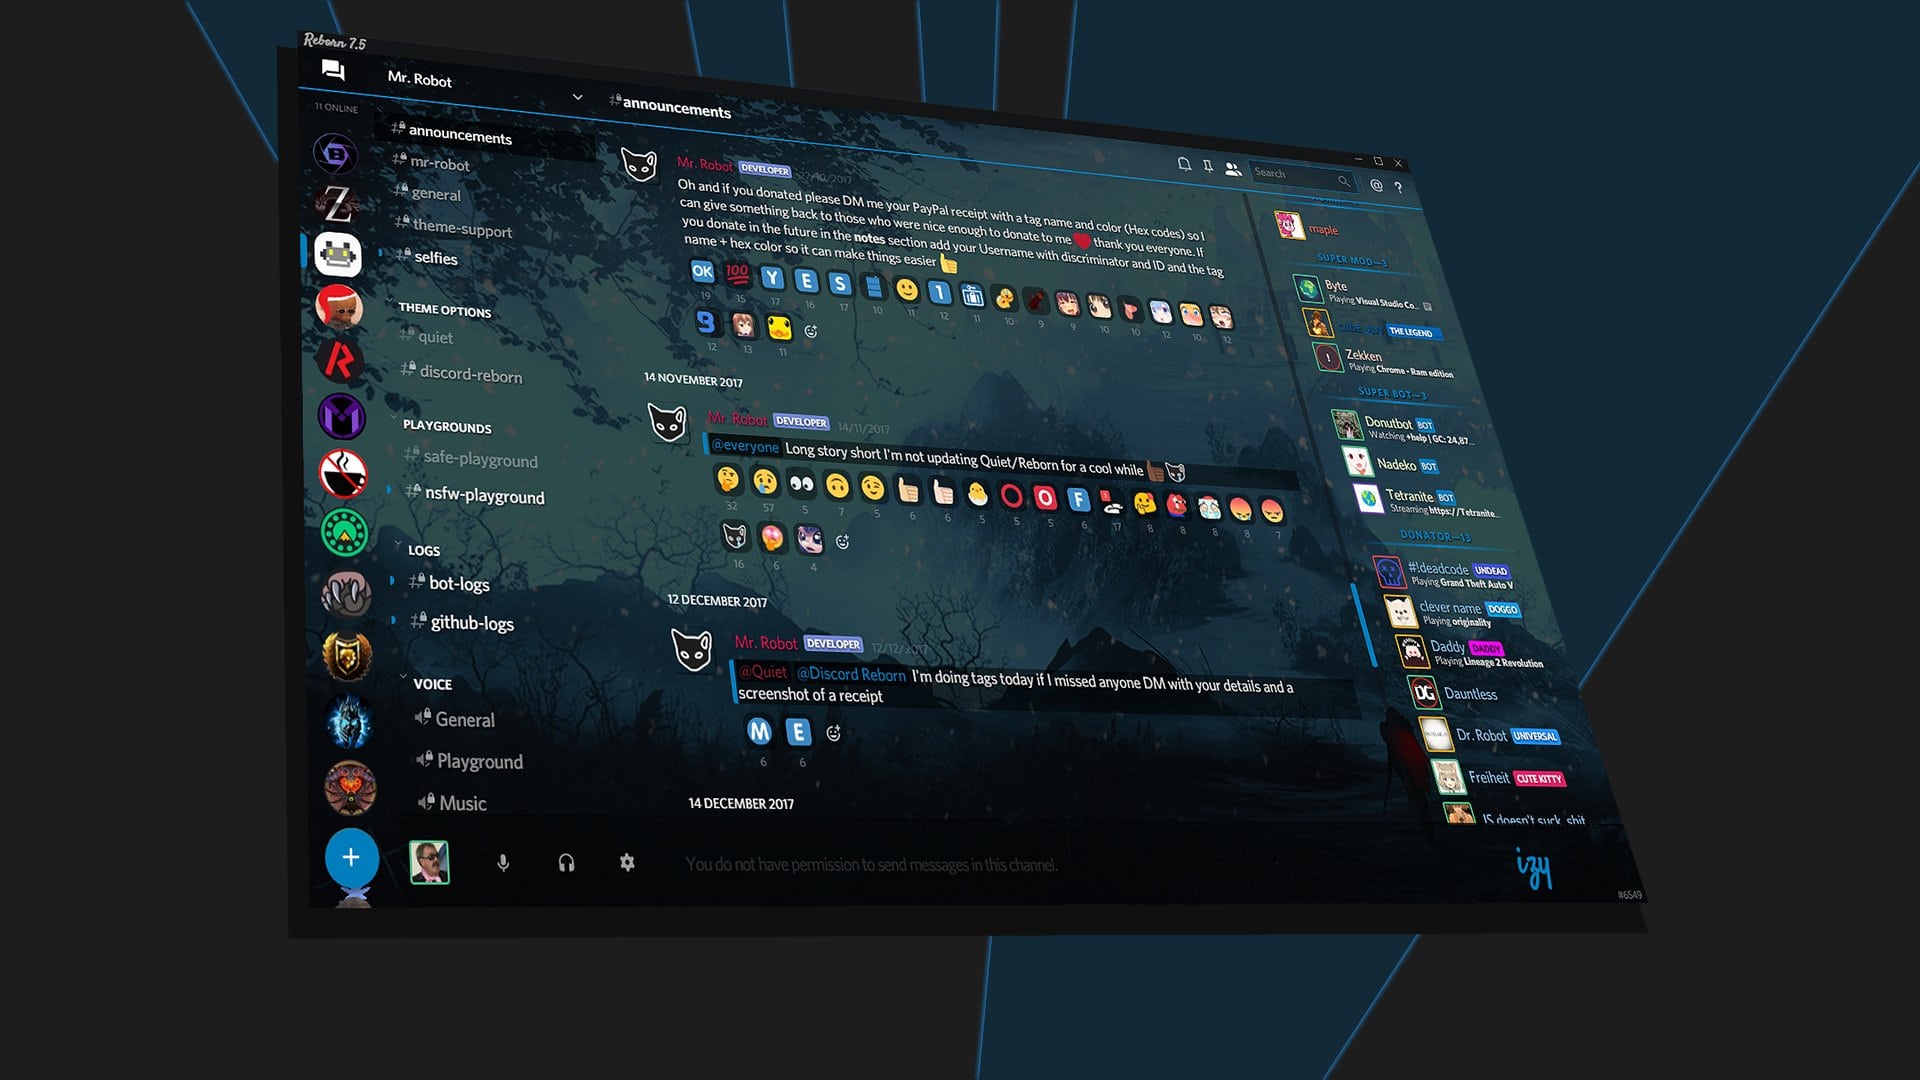 Reborn 7.5
Mr. Robot
#announcements
11 ONLINE
announcements
mr-robot
general
theme-support
selfies
THEME OPTIONS
quiet
discord-reborn
PLAYGROUNDS
safe-playground
nsfw-playground
LOGS
bot-logs
github-logs
VOICE
General
Playground
Music
Mr. Robot DEVELOPER 27/10/2017
Oh and if you donated please DM me your PayPal receipt with a tag name and color (Hex codes) so I
can give something back to those who were nice enough to donate to me ❤ thank you everyone. If
you donate in the future in the notes section add your Username with discriminator and ID and the tag
name + hex color so it can make things easier 👍
OK 100 Y E S 1
19 15 17 16 17 10 11 12 11 10 9 9 10 10 12 10 12
12 13 11
14 NOVEMBER 2017
Mr. Robot DEVELOPER 14/11/2017
@everyone Long story short I'm not updating Quiet/Reborn for a cool while
O F
32 57 5 7 5 6 6 5 5 5 6 17 8 8 8 8 7
16 6 4
12 DECEMBER 2017
Mr. Robot DEVELOPER 12/12/2017
@Quiet @Discord Reborn I'm doing tags today if I missed anyone DM with your details and a
screenshot of a receipt
M E
6 6
14 DECEMBER 2017
You do not have permission to send messages in this channel.
Search
@ ?
maple
SUPER MOD—3
Byte
Playing Visual Studio Co...
THE LEGEND
Zekken
Playing Chrome - Ram edition
SUPER BOT—3
Donutbot BOT
Watching +help | GC: 24,87...
Nadeko BOT
Tetranite BOT
Streaming https://Tetranite...
DONATOR—13
#!deadcode UNDEAD
Playing Grand Theft Auto V
clever name DOGGO
Playing originality
Daddy DADDY
Playing Lineage 2 Revolution
DG Dauntless
Dr. Robot UNIVERSAL
Freiheit CUTE KITTY
IS doesn't suck, shit...
izy
#6549